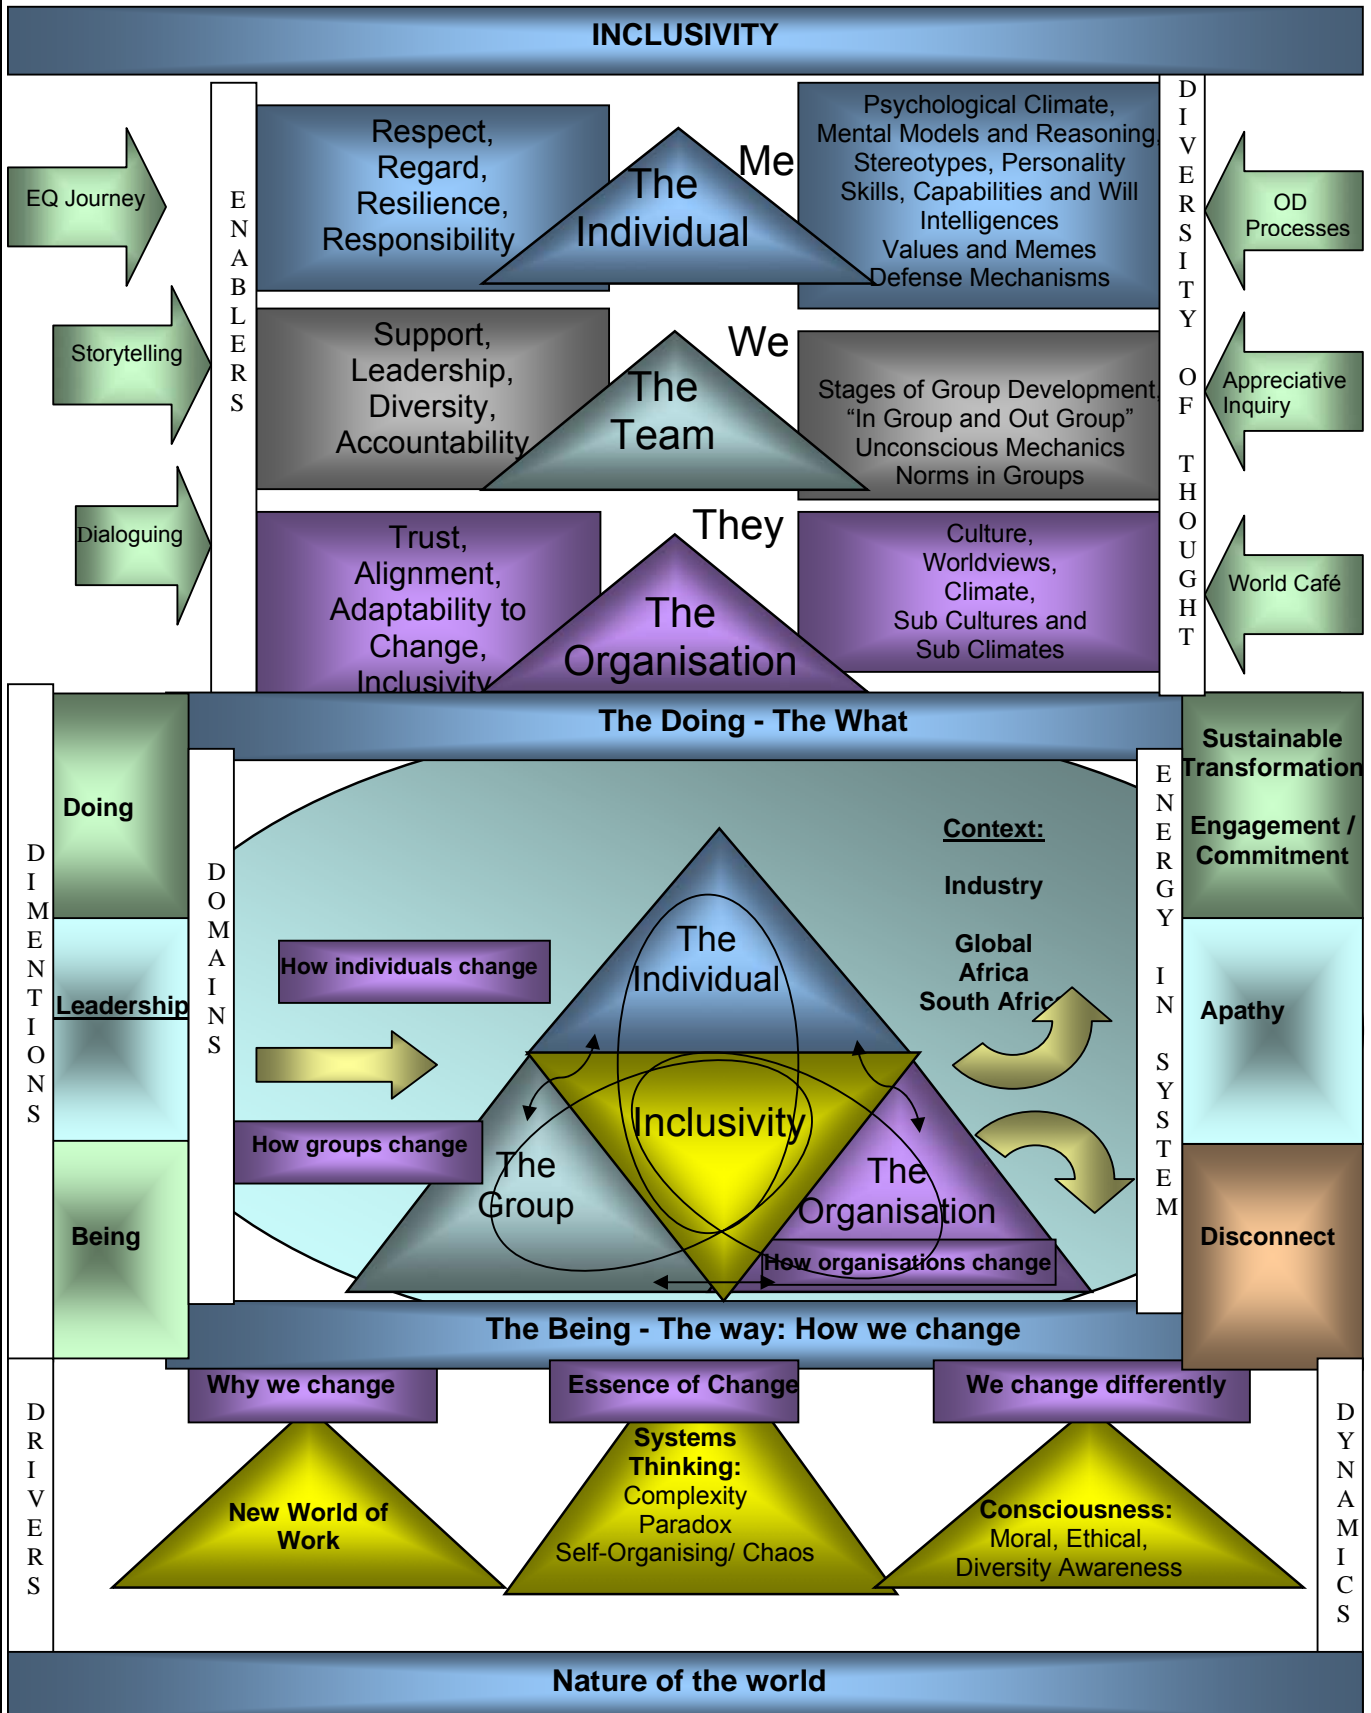 INCLUSIVITY
EQ Journey
Storytelling
Dialoguing
ENABLERS
Respect,
Regard,
Resilience,
Responsibility
The
Individual
Me
Psychological Climate,
Mental Models and Reasoning,
Stereotypes, Personality
Skills, Capabilities and Will
Intelligences
Values and Memes
Defense Mechanisms
Support,
Leadership,
Diversity,
Accountability
The
Team
We
Stages of Group Development,
“In Group and Out Group”
Unconscious Mechanics
Norms in Groups
Trust,
Alignment,
Adaptability to
Change,
Inclusivity
The
Organisation
They
Culture,
Worldviews,
Climate,
Sub Cultures and
Sub Climates
DIVERSITY OF THOUGHT
OD
Processes
Appreciative
Inquiry
World Café
The Doing - The What
DIMENTIONS
Doing
Leadership
Being
DOMAINS
How individuals change
How groups change
The
Individual
Inclusivity
The
Group
The
Organisation
How organisations change
Context:
Industry
Global
Africa
South Africa
ENERGY IN SYSTEM
Sustainable
Transformation
Engagement /
Commitment
Apathy
Disconnect
The Being - The way: How we change
DRIVERS
Why we change
New World of
Work
Essence of Change
Systems
Thinking:
Complexity
Paradox
Self-Organising/ Chaos
We change differently
Consciousness:
Moral, Ethical,
Diversity Awareness
DYNAMICS
Nature of the world